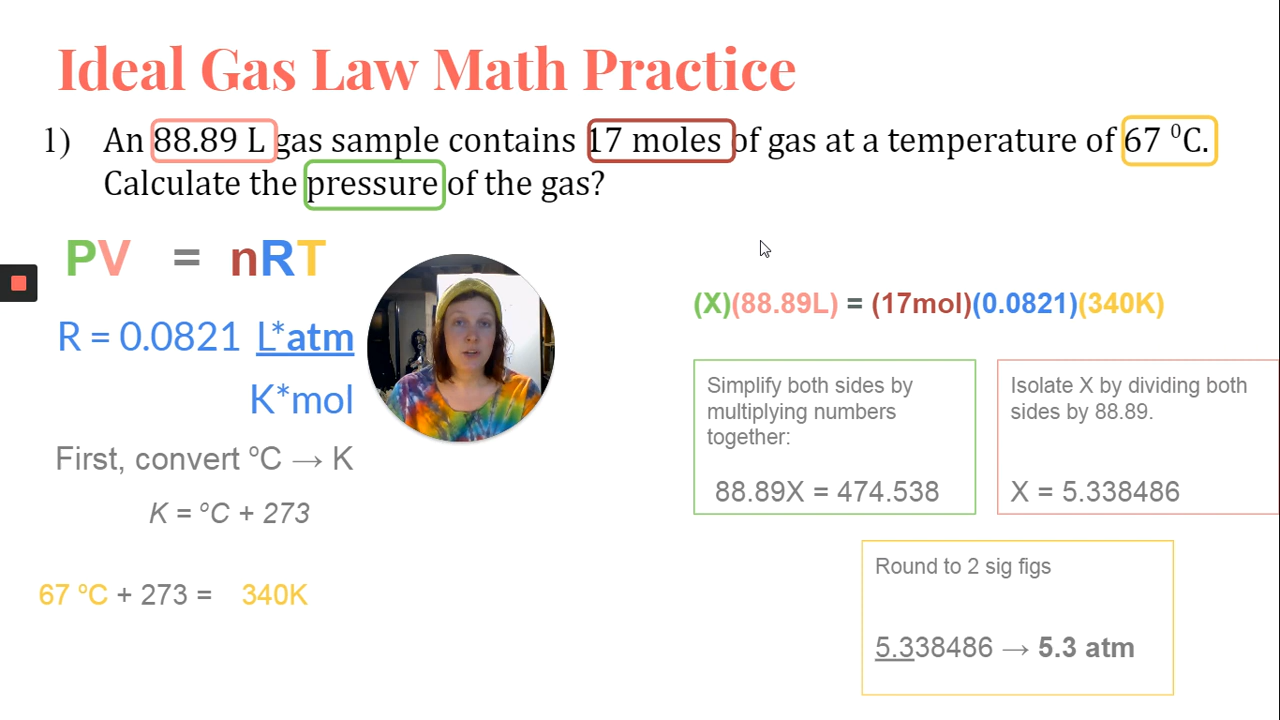 Ideal Gas Law Math Practice
1) An 88.89 L gas sample contains 17 moles of gas at a temperature of 67 ⁰C.
Calculate the pressure of the gas?
PV = nRT
R = 0.0821 L*atm
K*mol
First, convert ºC → K
K = ºC + 273
67 ºC + 273 = 340K
(X)(88.89L) = (17mol)(0.0821)(340K)
Simplify both sides by
multiplying numbers
together:
88.89X = 474.538
Isolate X by dividing both
sides by 88.89.
X = 5.338486
Round to 2 sig figs
5.338486 → 5.3 atm